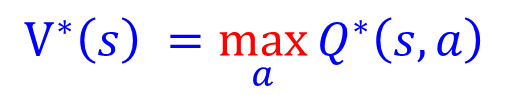 V*(s) = max Q*(s, a)
a